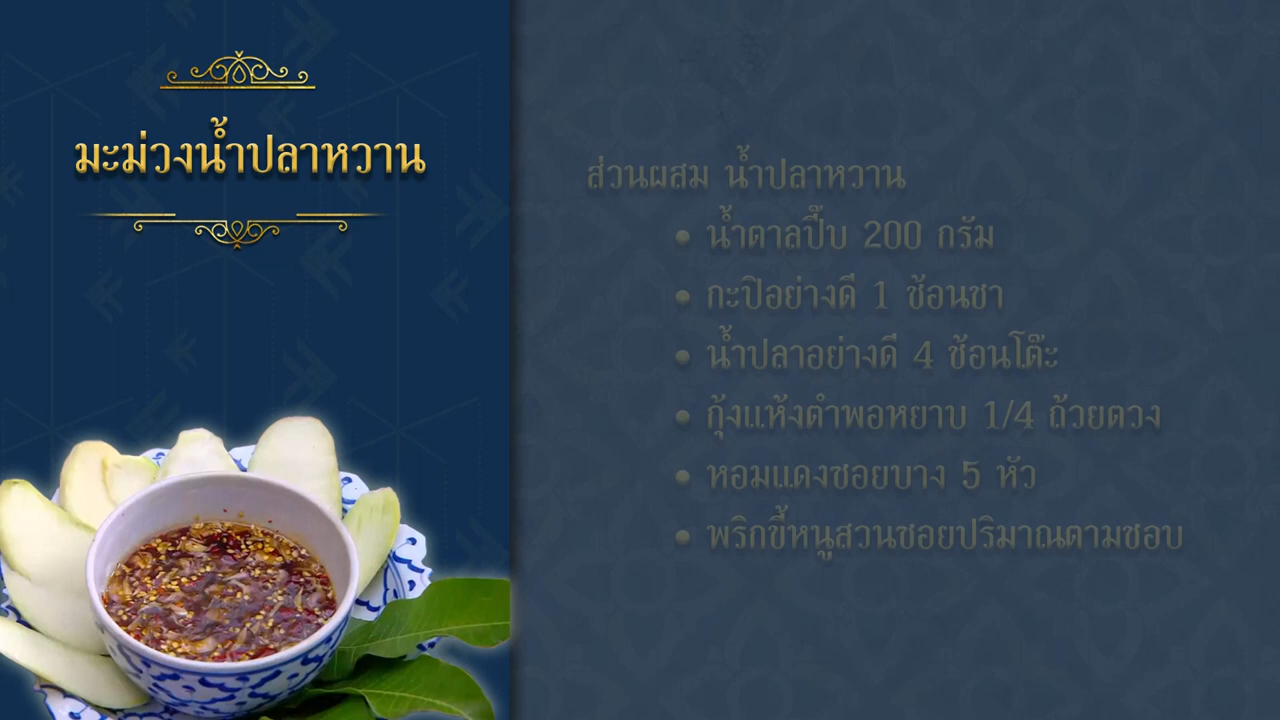 มะม่วงน้ำปลาหวาน
ส่วนผสม น้ำปลาหวาน
• น้ำตาลปี๊บ 200 กรัม
• กะปิอย่างดี 1 ช้อนชา
• น้ำปลาอย่างดี 4 ช้อนโต๊ะ
• กุ้งแห้งตำพอหยาบ 1/4 ถ้วยตวง
• หอมแดงซอยบาง 5 หัว
• พริกขี้หนูสวนซอยปริมาณตามชอบ